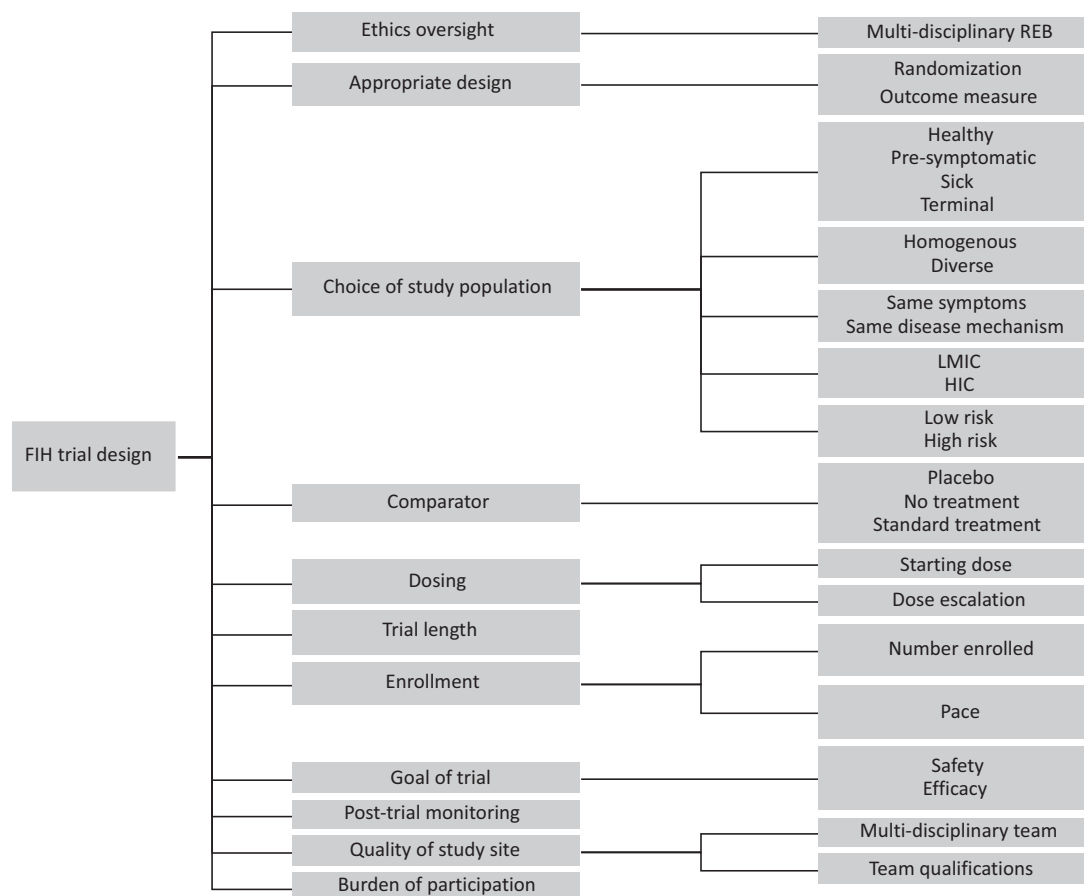 FIH trial design
Ethics oversight
Multi-disciplinary REB
Appropriate design
Randomization
Outcome measure
Choice of study population
Healthy
Pre-symptomatic
Sick
Terminal
Homogenous
Diverse
Same symptoms
Same disease mechanism
LMIC
HIC
Low risk
High risk
Comparator
Placebo
No treatment
Standard treatment
Dosing
Starting dose
Dose escalation
Trial length
Enrollment
Number enrolled
Pace
Goal of trial
Safety
Efficacy
Post-trial monitoring
Quality of study site
Multi-disciplinary team
Team qualifications
Burden of participation